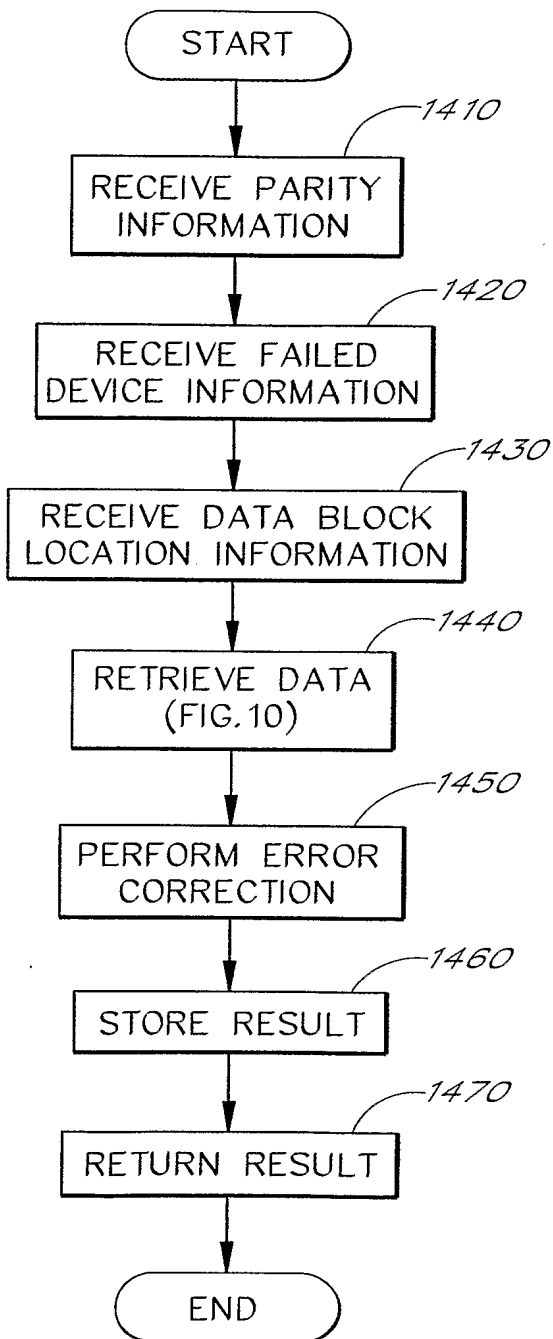 START
1410
RECEIVE PARITY
INFORMATION
1420
RECEIVE FAILED
DEVICE INFORMATION
1430
RECEIVE DATA BLOCK
LOCATION INFORMATION
1440
RETRIEVE DATA
(FIG.10)
1450
PERFORM ERROR
CORRECTION
1460
STORE RESULT
1470
RETURN RESULT
END